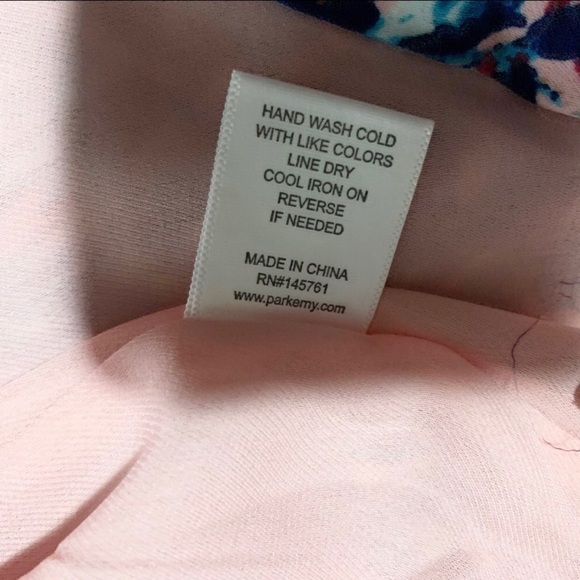 HAND WASH COLD
WITH LIKE COLORS
LINE DRY
COOL IRON ON
REVERSE
IF NEEDED
MADE IN CHINA
RN#145761
www.parkerny.com